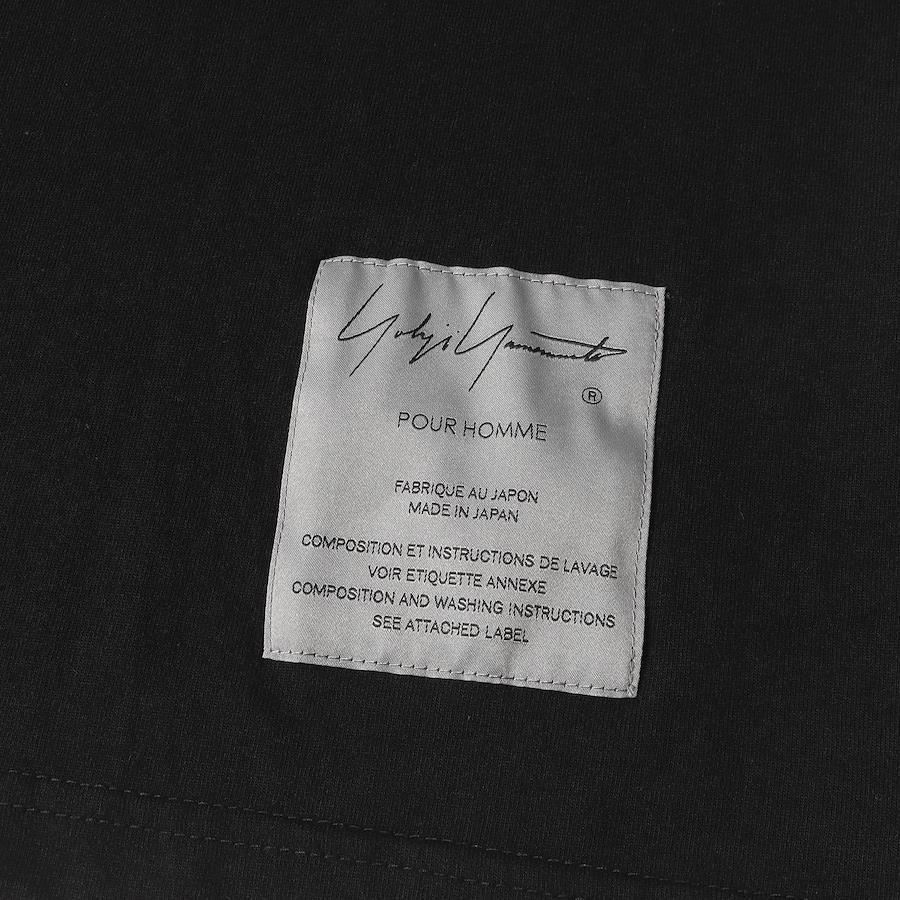 Yohji Yamamoto
®
POUR HOMME
FABRIQUE AU JAPON
MADE IN JAPAN
COMPOSITION ET INSTRUCTIONS DE LAVAGE
VOIR ETIQUETTE ANNEXE
COMPOSITION AND WASHING INSTRUCTIONS
SEE ATTACHED LABEL